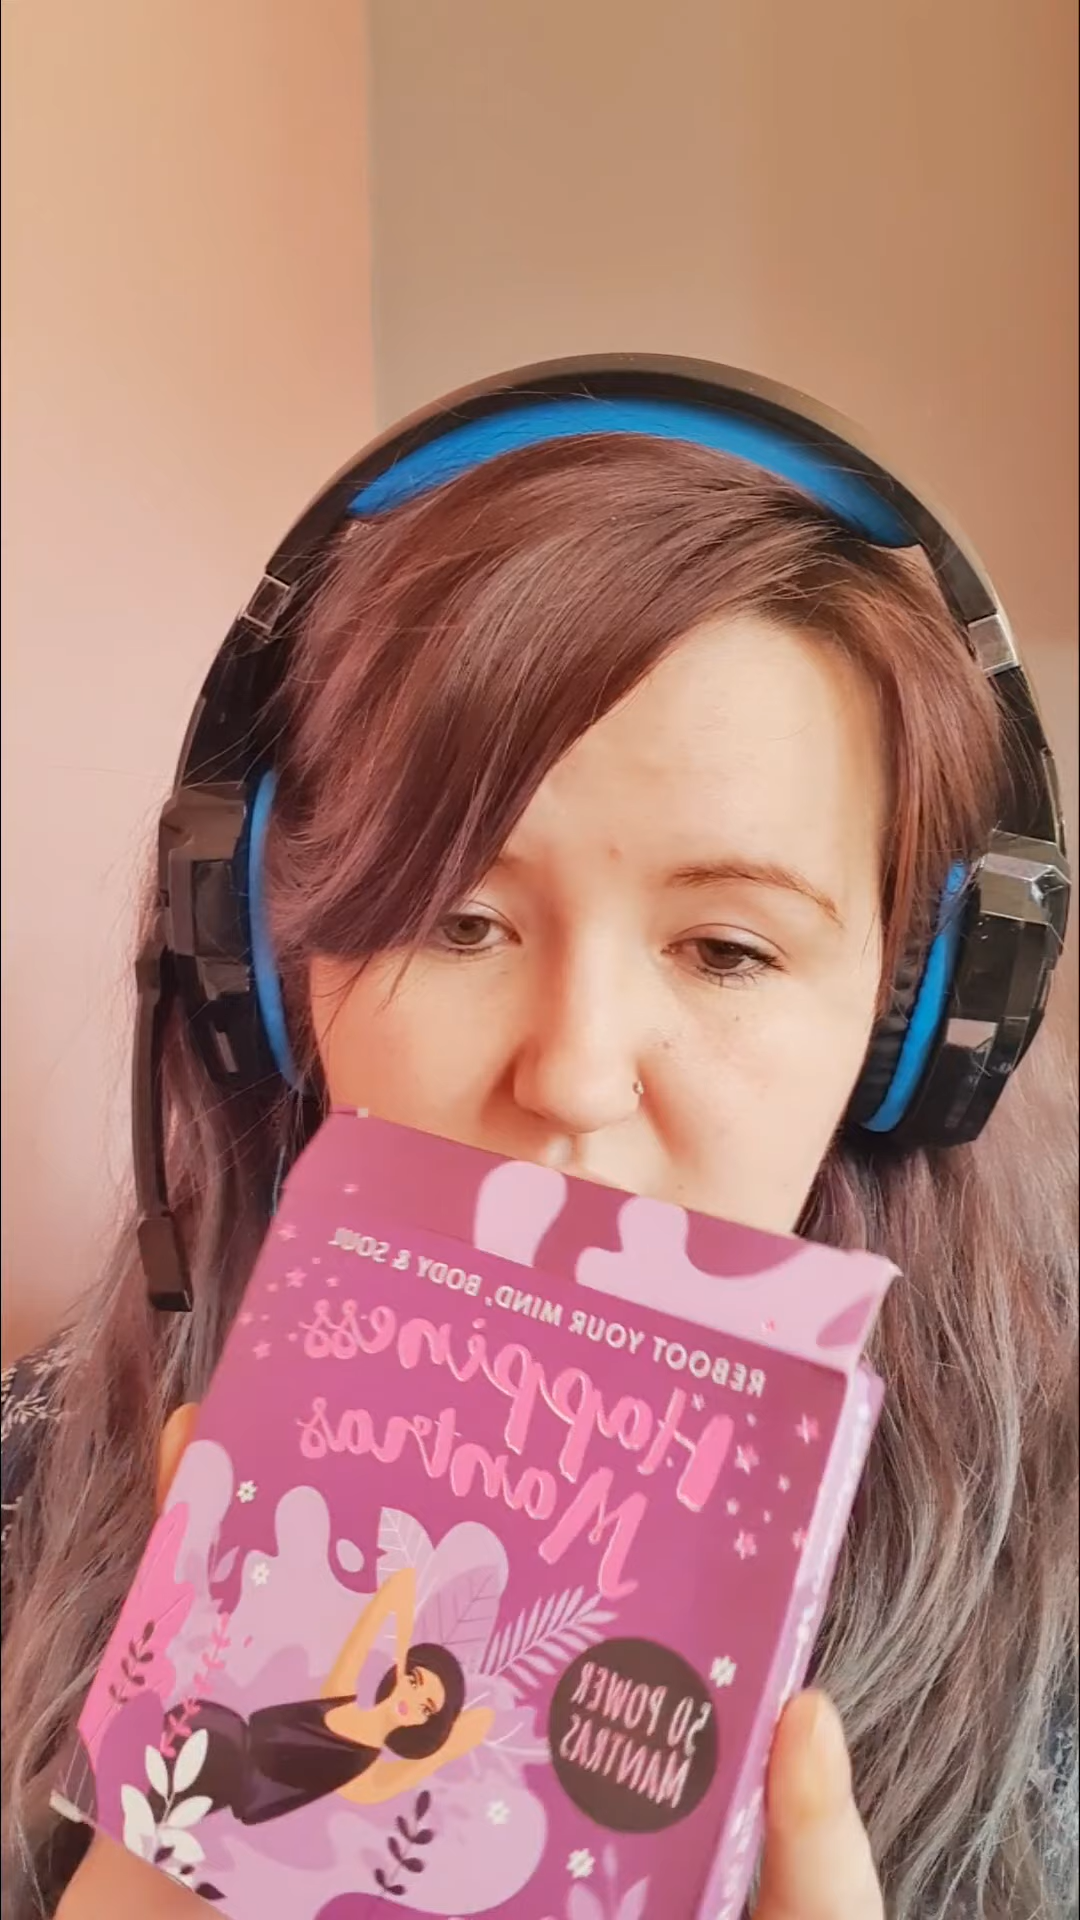 REBOOT YOUR MIND, BODY & SOUL
Happiness
Mantras
50 POWER
MANTRAS